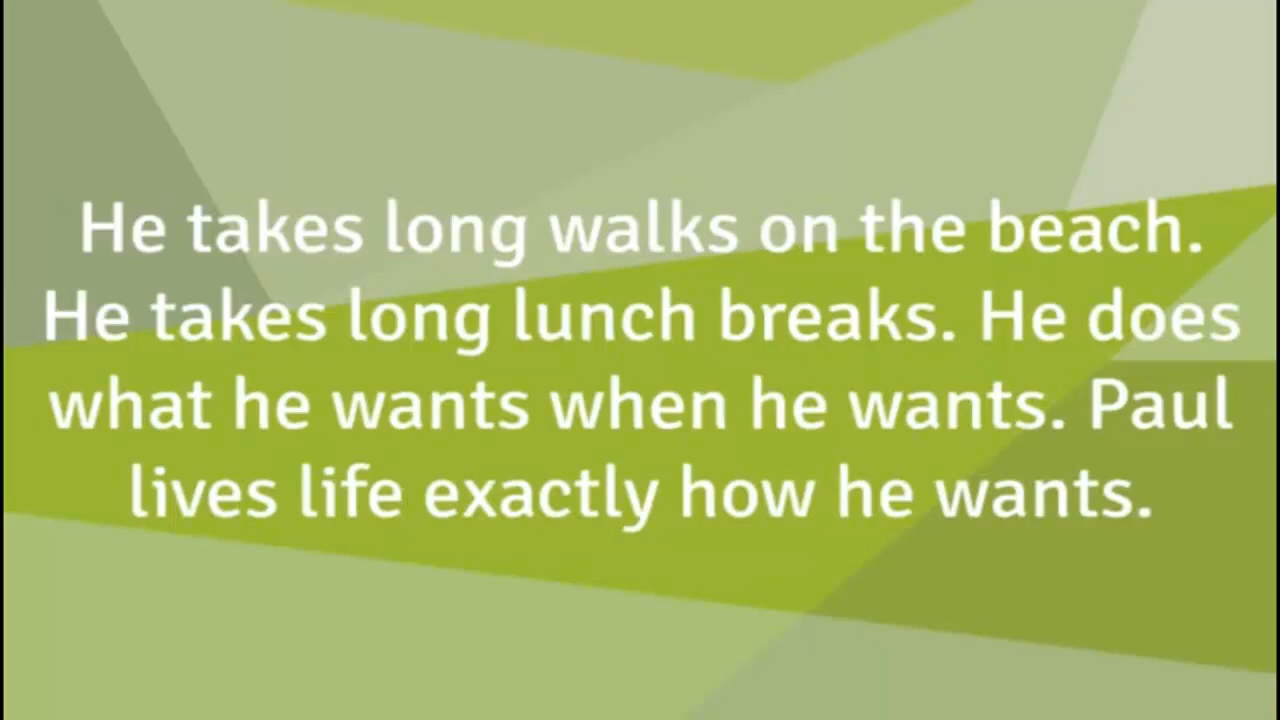 He takes long walks on the beach.
He takes long lunch breaks. He does
what he wants when he wants. Paul
lives life exactly how he wants.